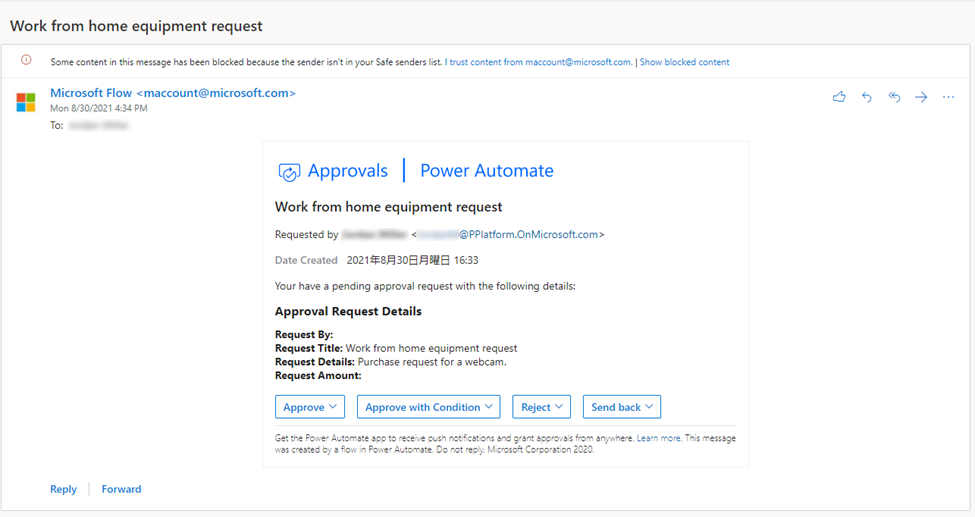 Work from home equipment request
Some content in this message has been blocked because the sender isn't in your Safe senders list. I trust content from maccount@microsoft.com. | Show blocked content
Microsoft Flow <maccount@microsoft.com>
Mon 8/30/2021 4:34 PM
To:
Approvals | Power Automate
Work from home equipment request
Requested by < @PPlatform.OnMicrosoft.com>
Date Created 2021年8月30日月曜日 16:33
Your have a pending approval request with the following details:
Approval Request Details
Request By:
Request Title: Work from home equipment request
Request Details: Purchase request for a webcam.
Request Amount:
Approve Approve with Condition Reject Send back
Get the Power Automate app to receive push notifications and grant approvals from anywhere. Learn more. This message
was created by a flow in Power Automate. Do not reply. Microsoft Corporation 2020.
Reply Forward